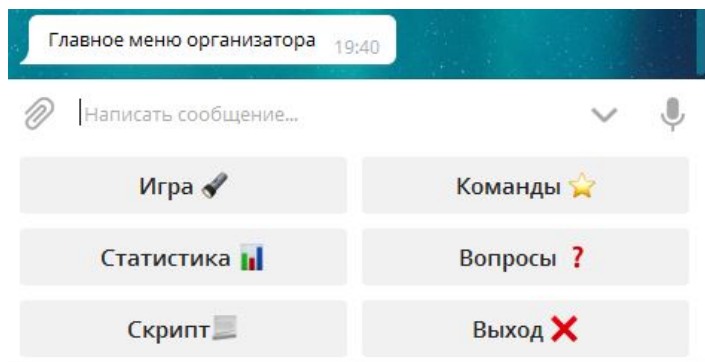 Главное меню организатора 19:40
Написать сообщение...
Игра 🔦 Команды ⭐
Статистика 📊 Вопросы ❓
Скрипт📜 Выход ❌